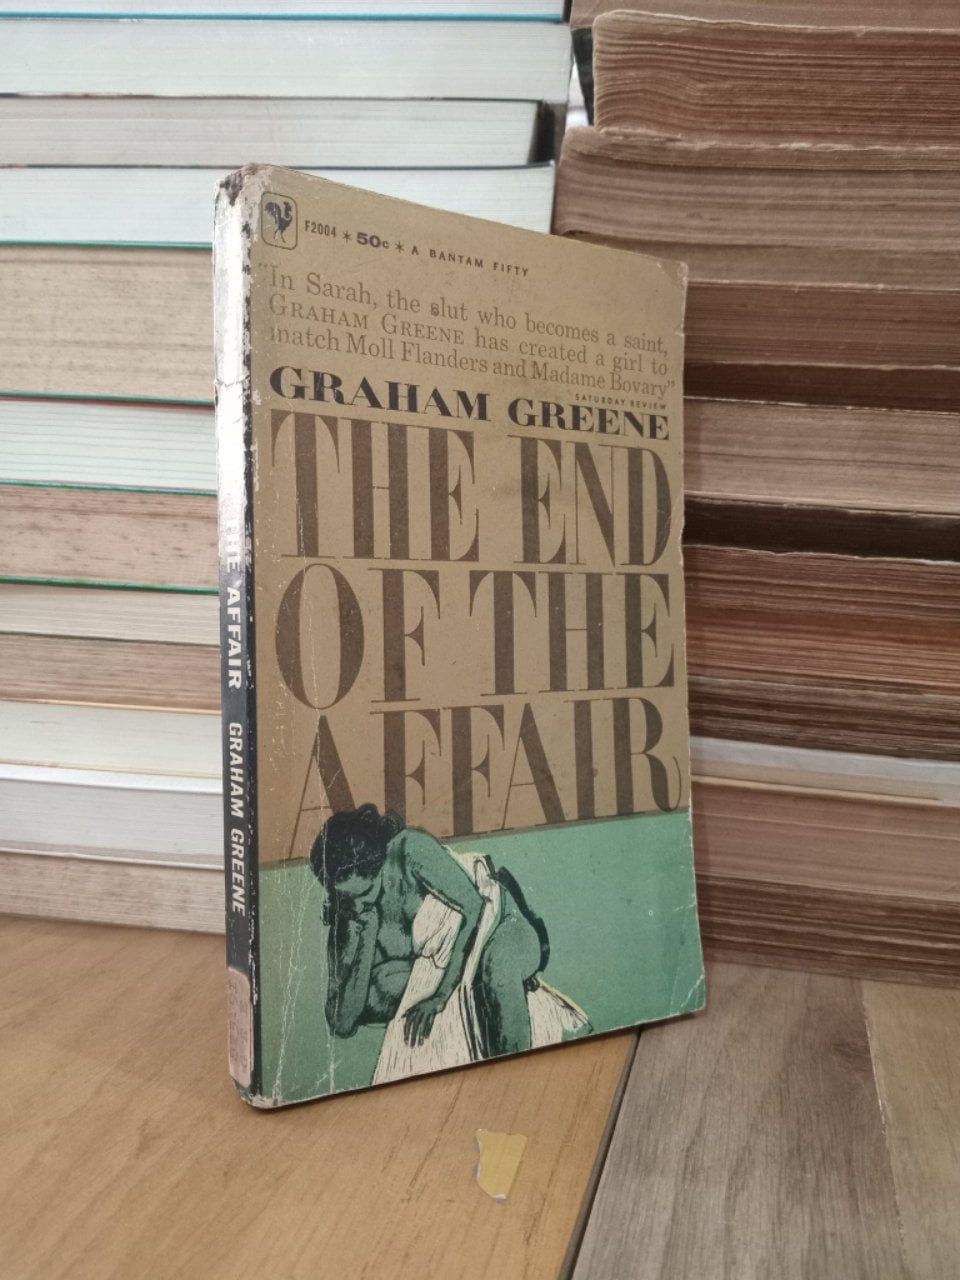 F2004 * 50c * A BANTAM FIFTY
"In Sarah, the slut who becomes a saint,
GRAHAM GREENE has created a girl to
match Moll Flanders and Madame Bovary"
SATURDAY REVIEW
GRAHAM GREENE
THE END
OF THE
AFFAIR
THE AFFAIR GRAHAM GREENE